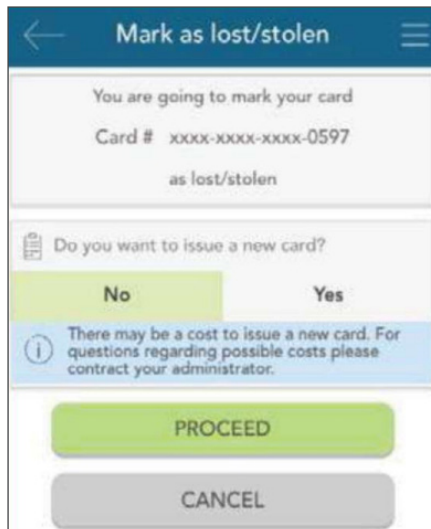 Mark as lost/stolen
You are going to mark your card
Card # xxxx-xxxx-xxxx-0597
as lost/stolen
Do you want to issue a new card?
No Yes
There may be a cost to issue a new card. For
questions regarding possible costs please
contract your administrator.
PROCEED
CANCEL